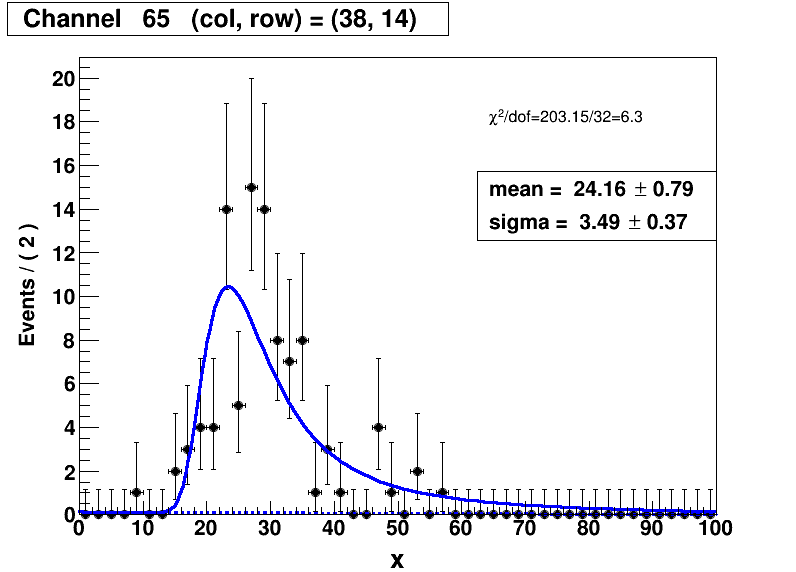 Channel 65 (col, row) = (38, 14)
20
18
16
14
12
10
8
6
4
2
0
Events / ( 2 )
χ²/dof=203.15/32=6.3
mean = 24.16 ± 0.79
sigma = 3.49 ± 0.37
0 10 20 30 40 50 60 70 80 90 100
x